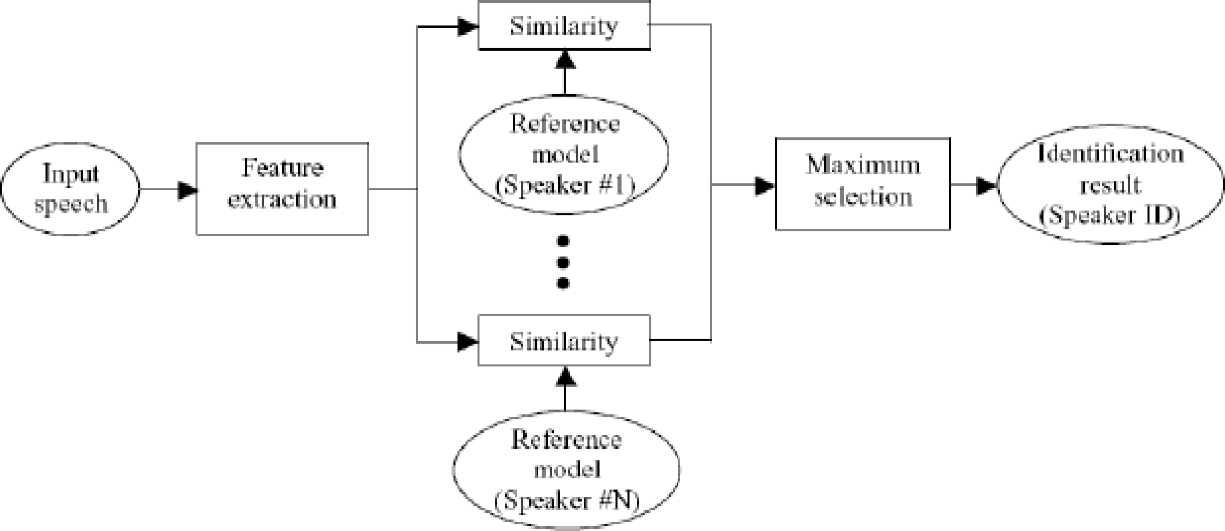 Input
speech
Feature
extraction
Similarity
Reference
model
(Speaker #1)
Similarity
Reference
model
(Speaker #N)
Maximum
selection
Identification
result
(Speaker ID)